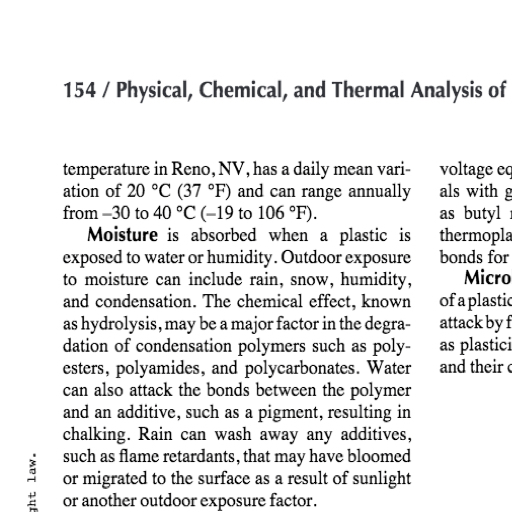 154 / Physical, Chemical, and Thermal Analysis of
temperature in Reno, NV, has a daily mean vari-
ation of 20 °C (37 °F) and can range annually
from –30 to 40 °C (–19 to 106 °F).
Moisture is absorbed when a plastic is
exposed to water or humidity. Outdoor exposure
to moisture can include rain, snow, humidity,
and condensation. The chemical effect, known
as hydrolysis, may be a major factor in the degra-
dation of condensation polymers such as poly-
esters, polyamides, and polycarbonates. Water
can also attack the bonds between the polymer
and an additive, such as a pigment, resulting in
chalking. Rain can wash away any additives,
such as flame retardants, that may have bloomed
or migrated to the surface as a result of sunlight
or another outdoor exposure factor.
voltage eq
als with g
as butyl
thermopla
bonds for
Micro
of a plastic
attack by f
as plastici
and their c
ght law.